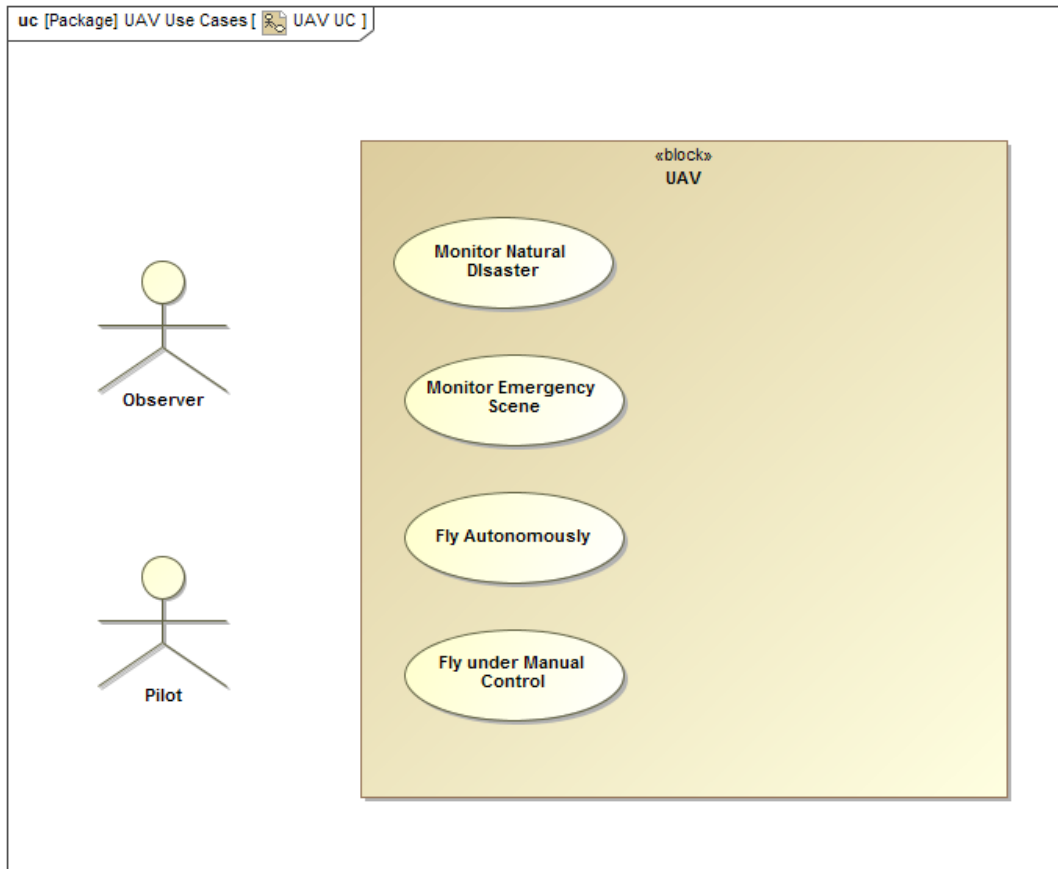 uc [Package] UAV Use Cases [ UAV UC ]
«block»
UAV
Monitor Natural
DIsaster
Monitor Emergency
Scene
Observer
Fly Autonomously
Fly under Manual
Control
Pilot